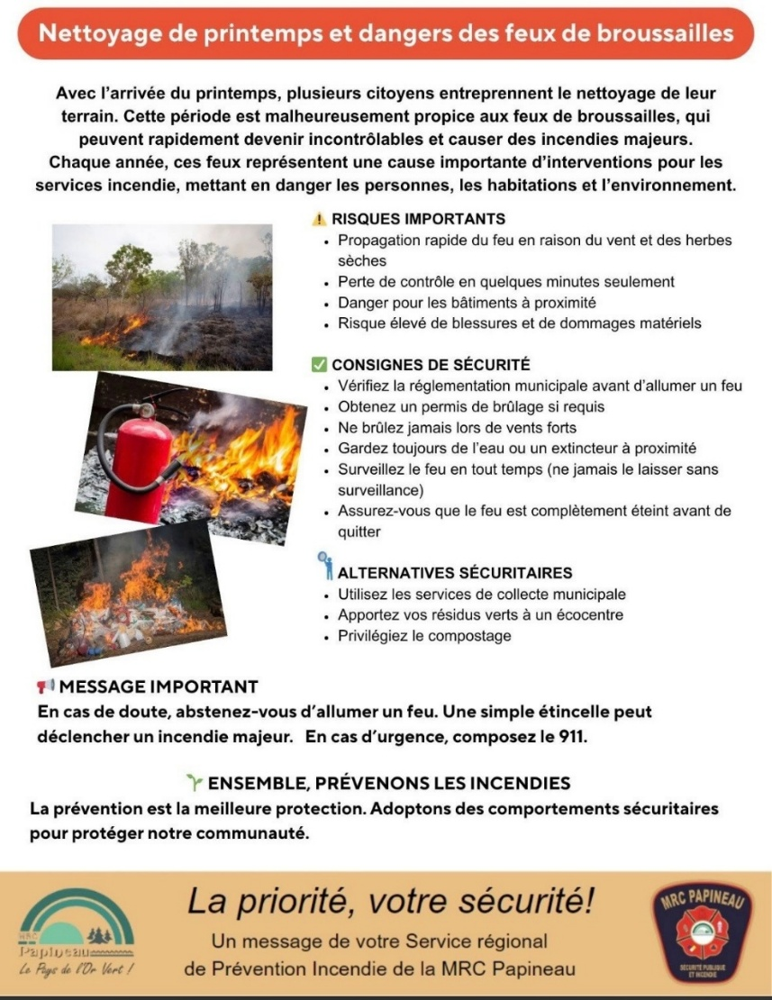 Nettoyage de printemps et dangers des feux de broussailles
Avec l'arrivée du printemps, plusieurs citoyens entreprennent le nettoyage de leur
terrain. Cette période est malheureusement propice aux feux de broussailles, qui
peuvent rapidement devenir incontrôlables et causer des incendies majeurs.
Chaque année, ces feux représentent une cause importante d'interventions pour les
services incendie, mettant en danger les personnes, les habitations et l'environnement.
RISQUES IMPORTANTS
• Propagation rapide du feu en raison du vent et des herbes
sèches
• Perte de contrôle en quelques minutes seulement
• Danger pour les bâtiments à proximité
• Risque élevé de blessures et de dommages matériels
CONSIGNES DE SÉCURITÉ
• Vérifiez la réglementation municipale avant d'allumer un feu
• Obtenez un permis de brûlage si requis
• Ne brûlez jamais lors de vents forts
• Gardez toujours de l'eau ou un extincteur à proximité
• Surveillez le feu en tout temps (ne jamais le laisser sans
surveillance)
• Assurez-vous que le feu est complètement éteint avant de
quitter
ALTERNATIVES SÉCURITAIRES
• Utilisez les services de collecte municipale
• Apportez vos résidus verts à un écocentre
• Privilégiez le compostage
MESSAGE IMPORTANT
En cas de doute, abstenez-vous d'allumer un feu. Une simple étincelle peut
déclencher un incendie majeur. En cas d'urgence, composez le 911.
ENSEMBLE, PRÉVENONS LES INCENDIES
La prévention est la meilleure protection. Adoptons des comportements sécuritaires
pour protéger notre communauté.
MRC
Papineau
Le Pays de l'Or Vert !
La priorité, votre sécurité!
Un message de votre Service régional
de Prévention Incendie de la MRC Papineau
MRC PAPINEAU
SÉCURITÉ PUBLIQUE
ET INCENDIE